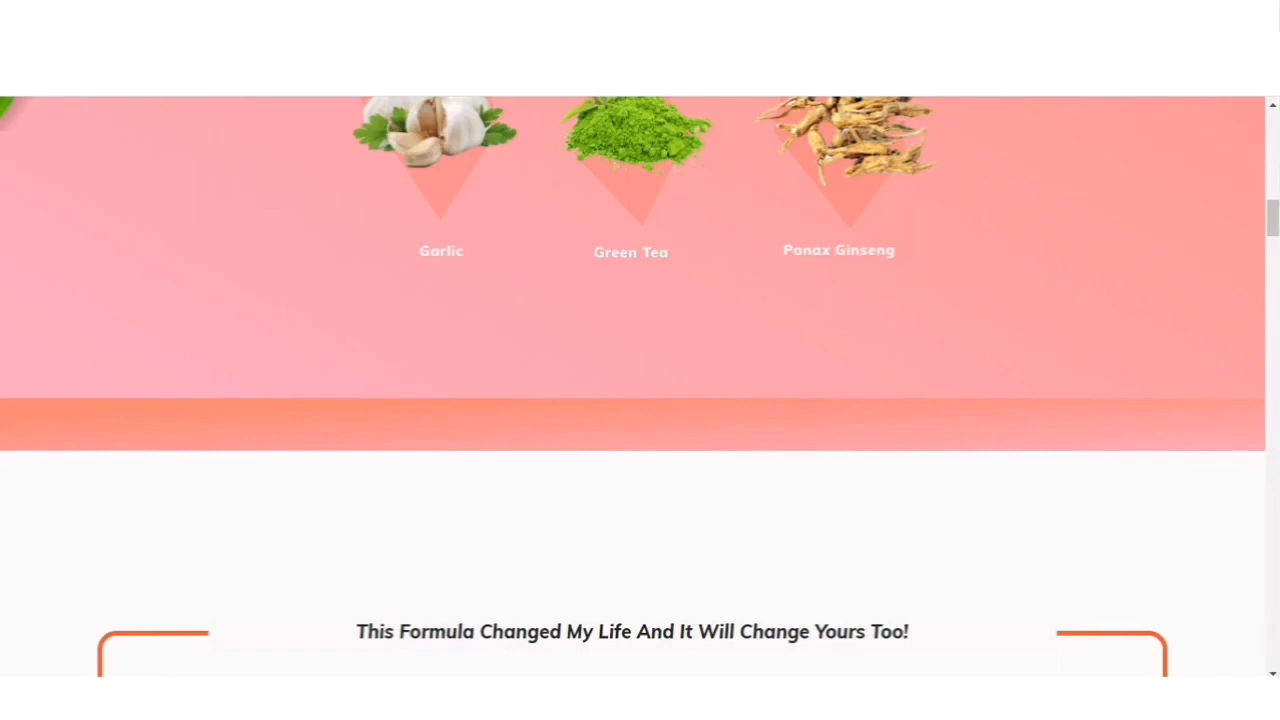 Garlic
Green Tea
Panax Ginseng
This Formula Changed My Life And It Will Change Yours Too!